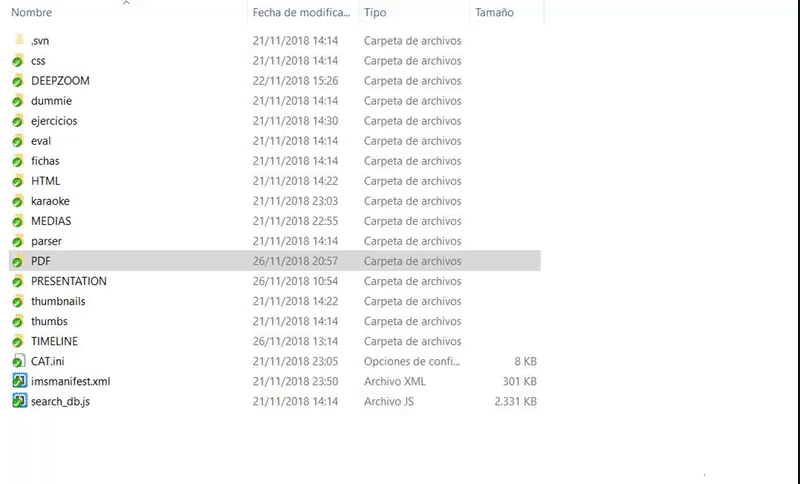 Nombre Fecha de modifica... Tipo Tamaño
.svn 21/11/2018 14:14 Carpeta de archivos
css 21/11/2018 14:14 Carpeta de archivos
DEEPZOOM 22/11/2018 15:26 Carpeta de archivos
dummie 21/11/2018 14:14 Carpeta de archivos
ejercicios 21/11/2018 14:30 Carpeta de archivos
eval 21/11/2018 14:14 Carpeta de archivos
fichas 21/11/2018 14:14 Carpeta de archivos
HTML 21/11/2018 14:22 Carpeta de archivos
karaoke 21/11/2018 23:03 Carpeta de archivos
MEDIAS 21/11/2018 22:55 Carpeta de archivos
parser 21/11/2018 14:14 Carpeta de archivos
PDF 26/11/2018 20:57 Carpeta de archivos
PRESENTATION 26/11/2018 10:54 Carpeta de archivos
thumbnails 21/11/2018 14:22 Carpeta de archivos
thumbs 21/11/2018 14:14 Carpeta de archivos
TIMELINE 26/11/2018 13:14 Carpeta de archivos
CAT.ini 21/11/2018 23:05 Opciones de confi... 8 KB
imsmanifest.xml 21/11/2018 23:50 Archivo XML 301 KB
search_db.js 21/11/2018 14:14 Archivo JS 2.331 KB